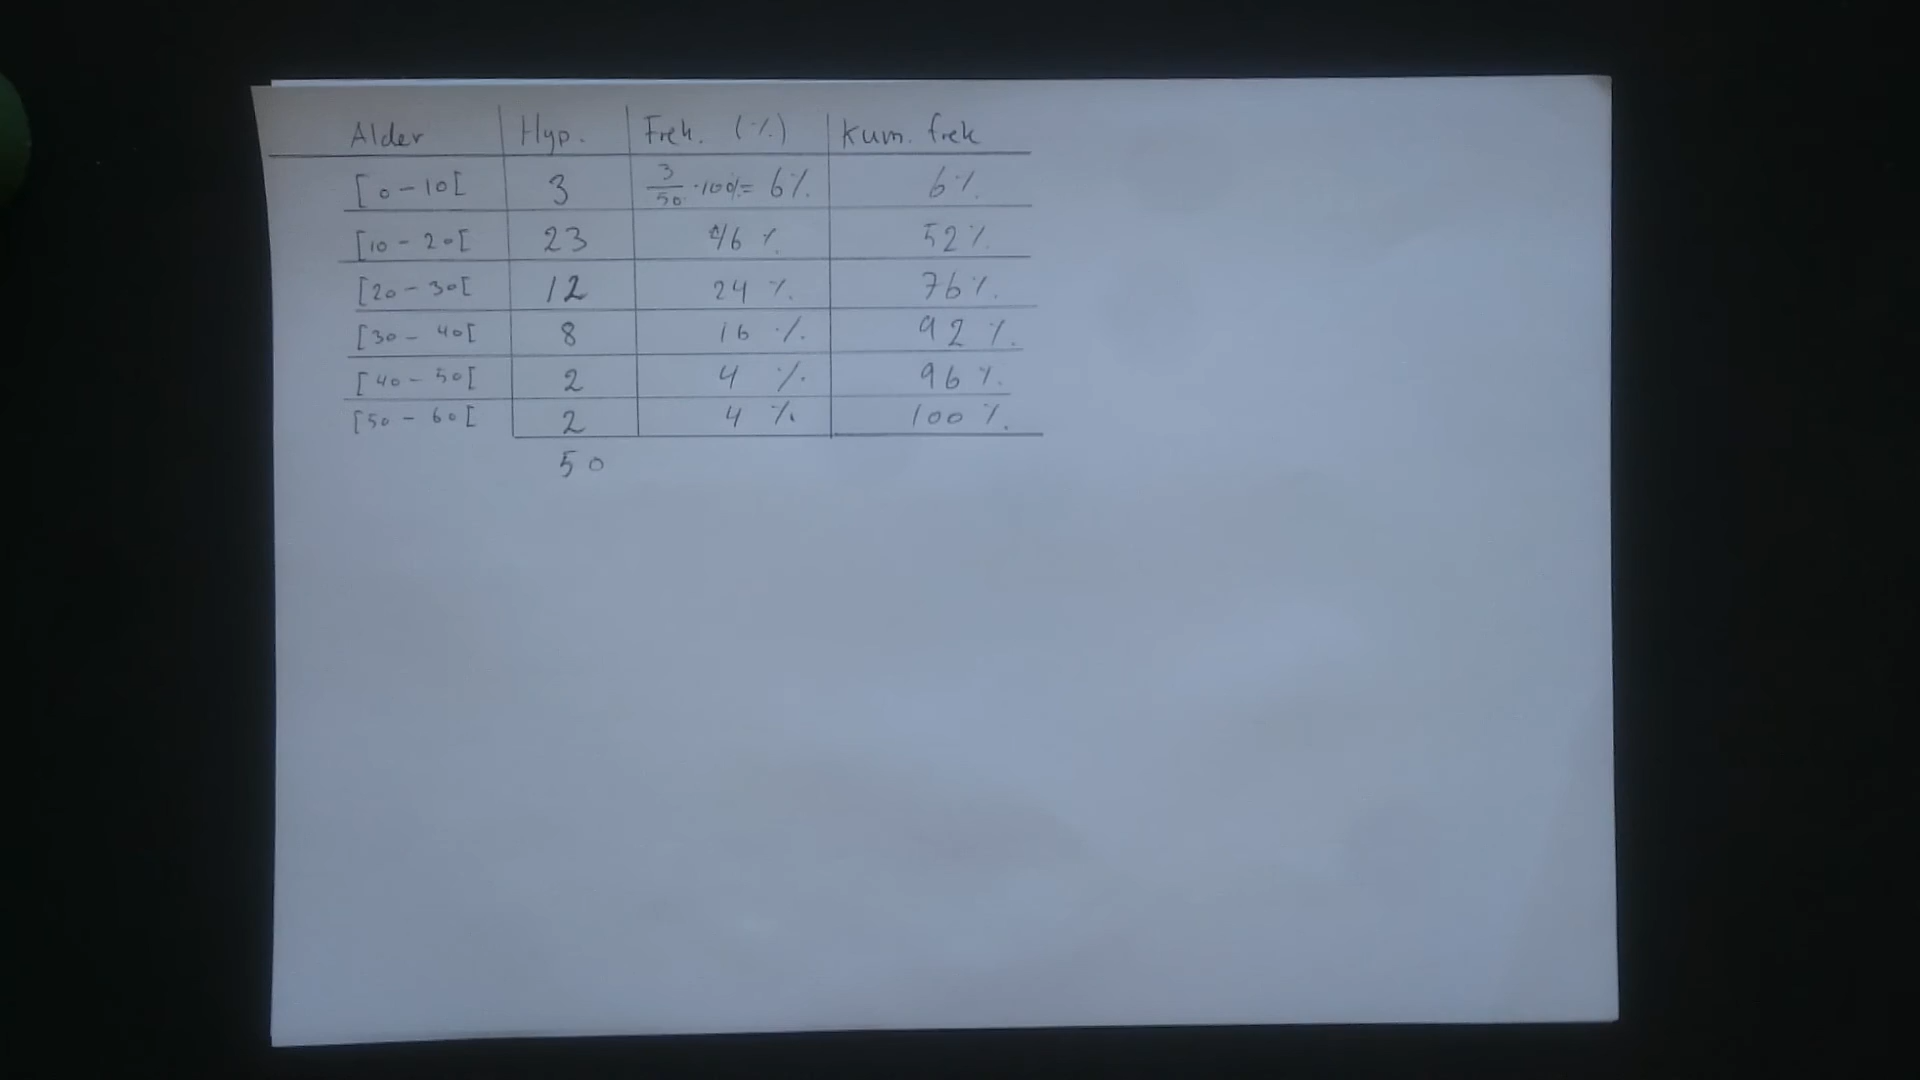 Alder Hyp. Frek. (%) Kum. frek
[0-10[ 3 3/50 ·100%= 6% 6%
[10-20[ 23 46% 52%
[20-30[ 12 24% 76%
[30-40[ 8 16% 92%
[40-50[ 2 4% 96%
[50-60[ 2 4% 100%
50